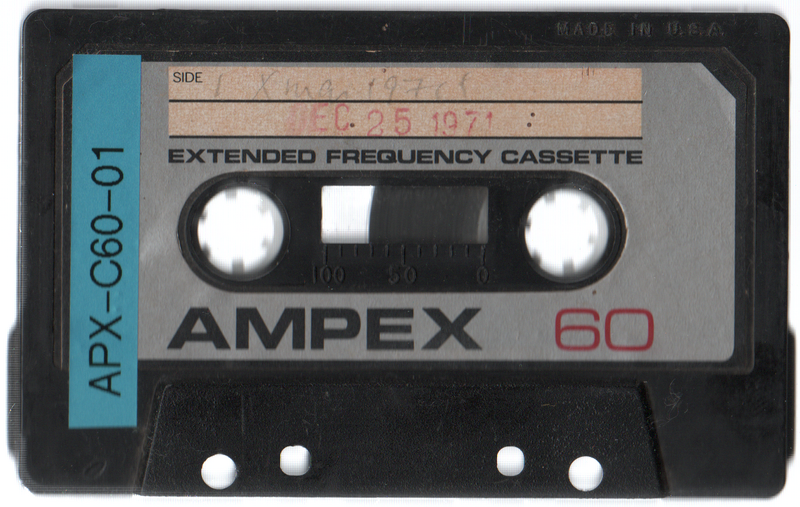 MADE IN U.S.A.
SIDE 1 Xmas 1971
DEC. 25 1971
EXTENDED FREQUENCY CASSETTE
100 50 0
AMPEX 60
APX-C60-01